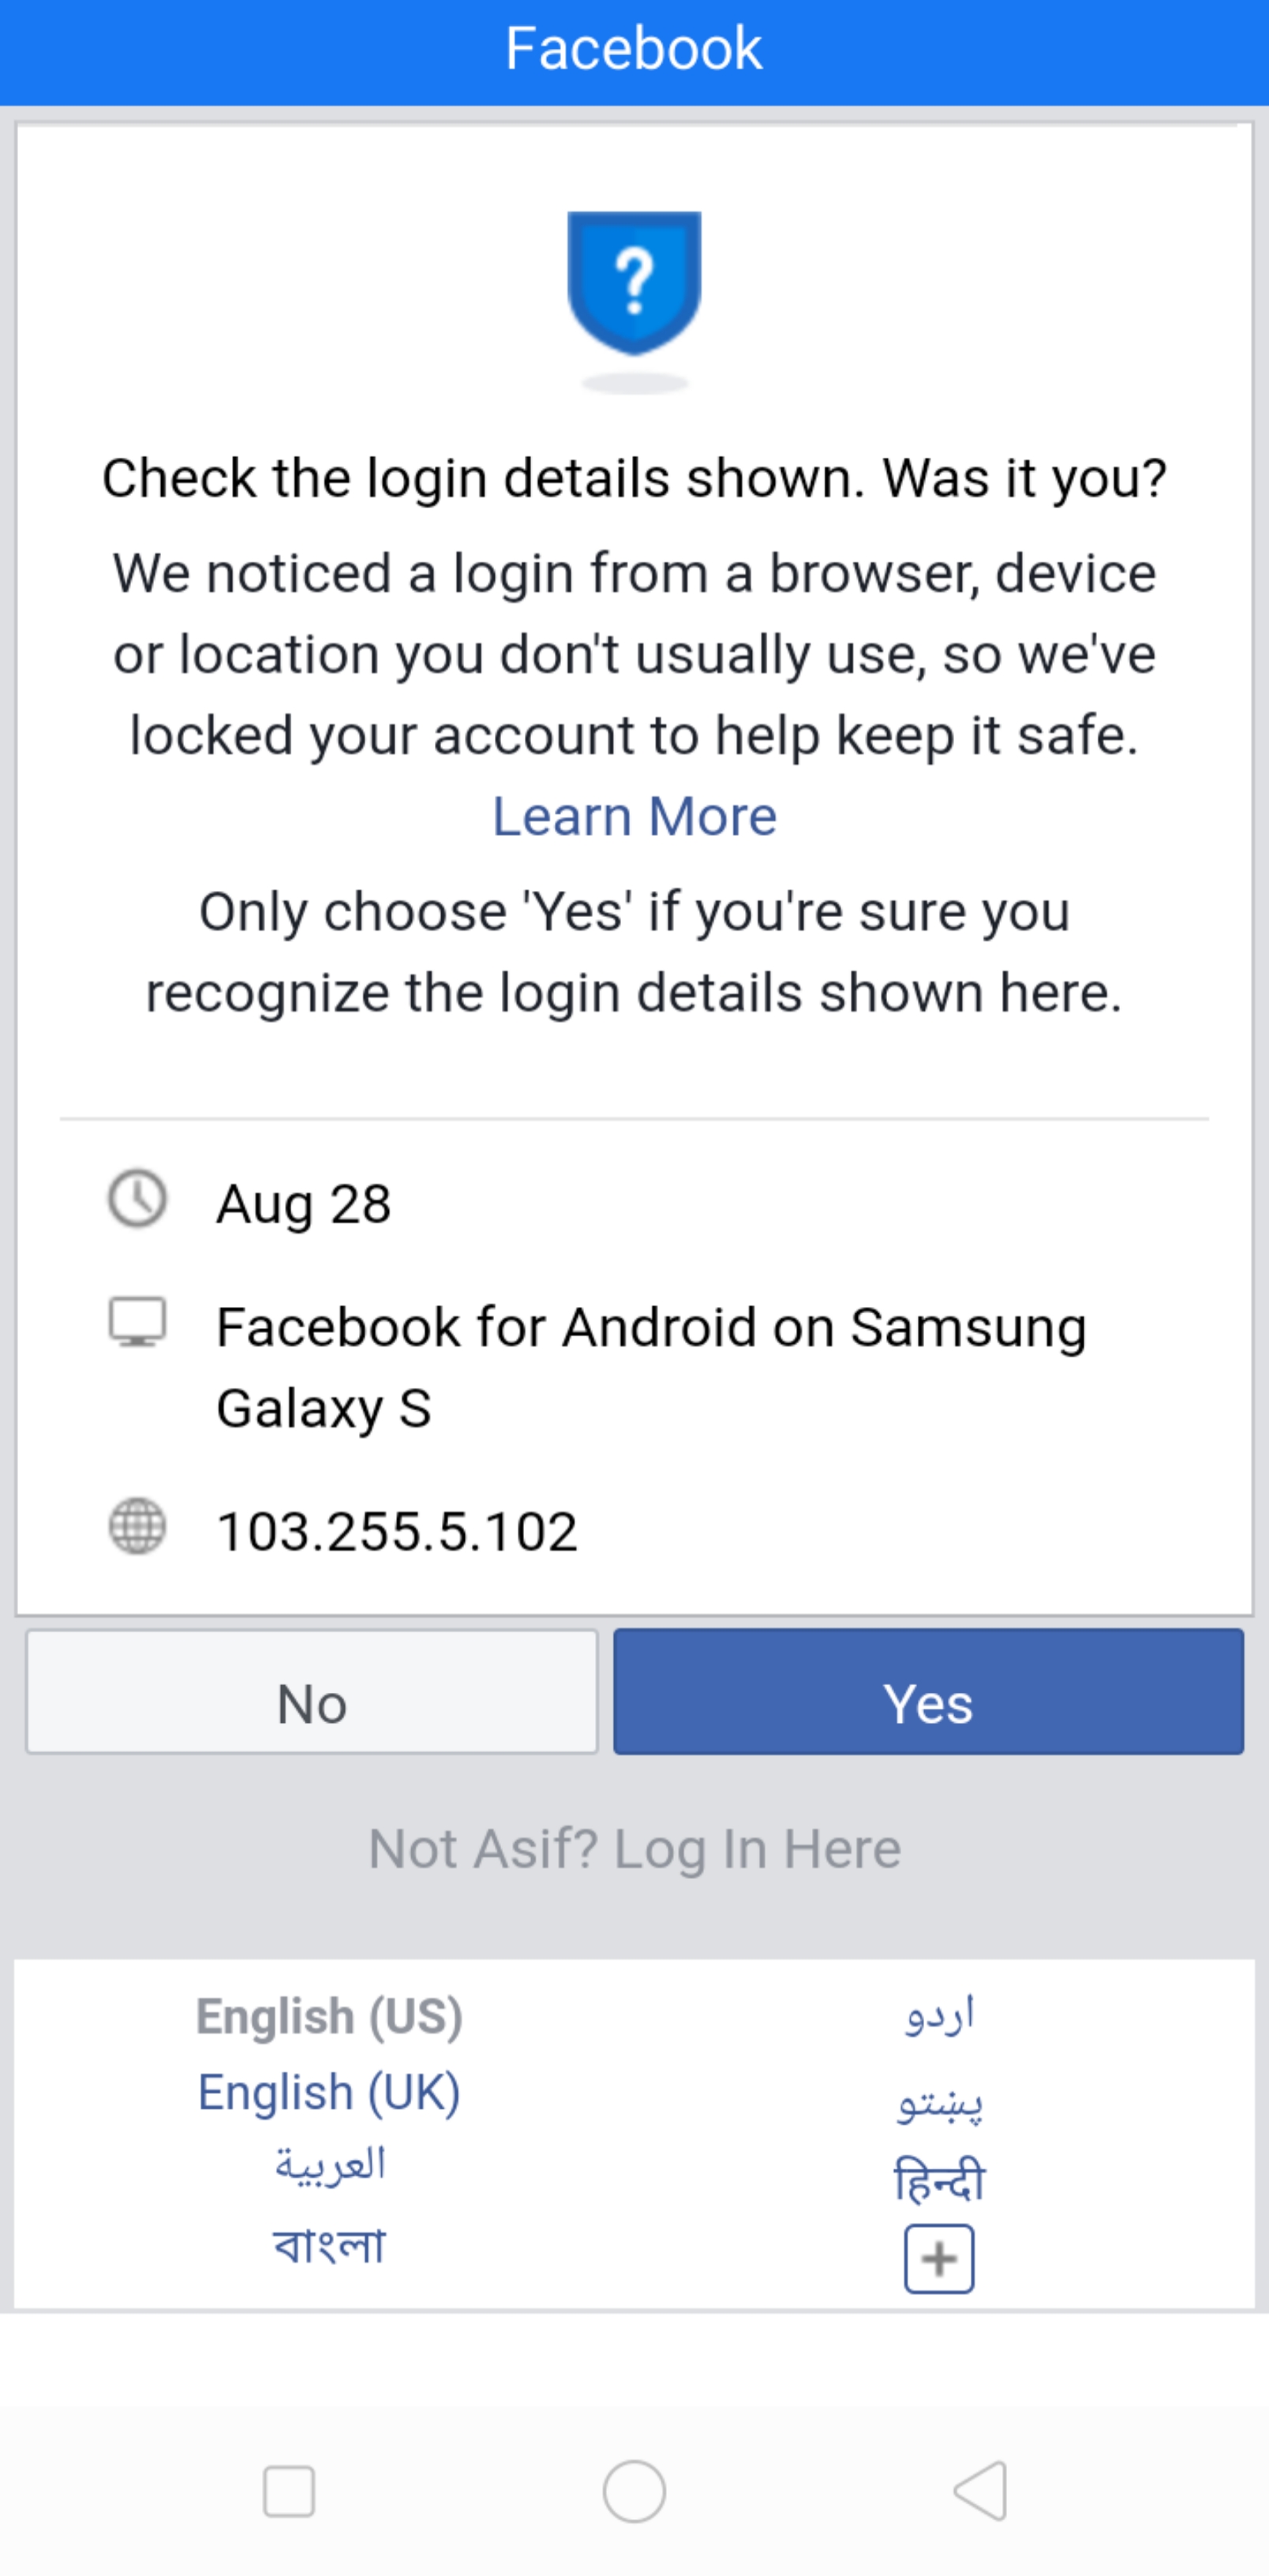 Facebook
?
Check the login details shown. Was it you?
We noticed a login from a browser, device
or location you don't usually use, so we've
locked your account to help keep it safe.
Learn More
Only choose 'Yes' if you're sure you
recognize the login details shown here.
Aug 28
Facebook for Android on Samsung
Galaxy S
103.255.5.102
No
Yes
Not Asif? Log In Here
English (US)
English (UK)
العربية
বাংলা
اردو
پښتو
हिन्दी
+